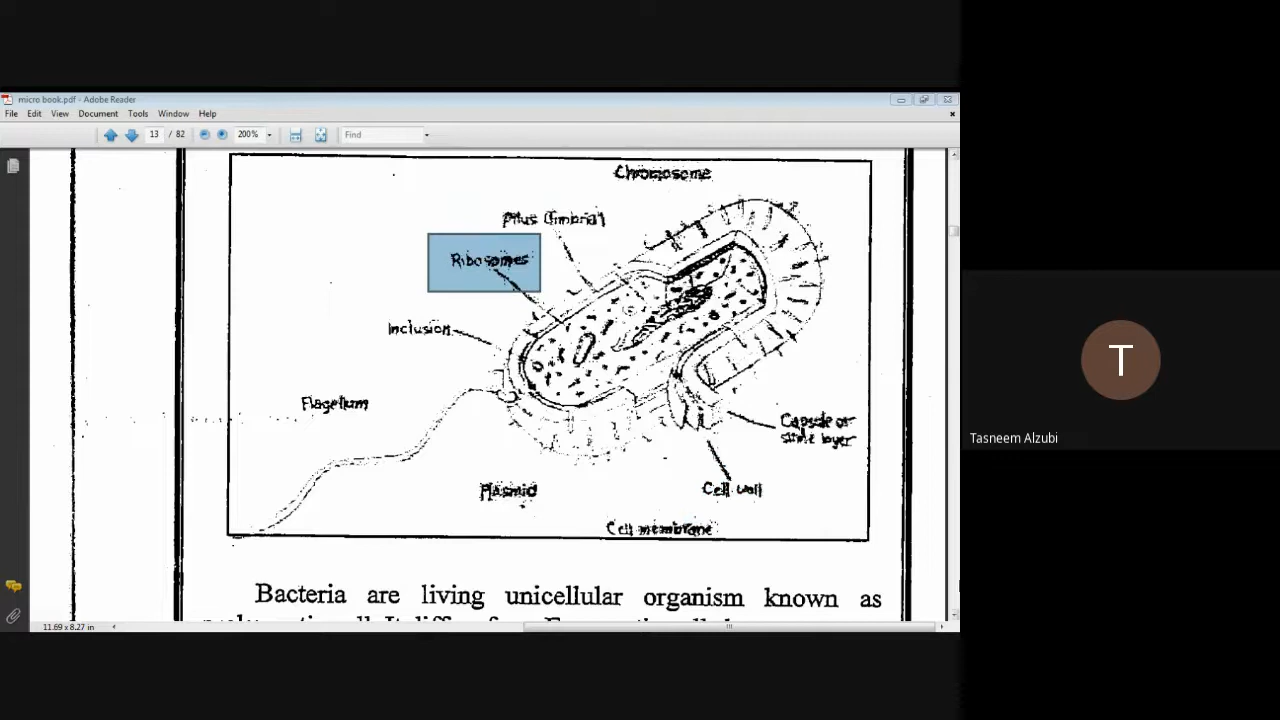 micro book.pdf - Adobe Reader
File Edit View Document Tools Window Help
13 / 82 200% Find
Chromosome
Pilus (fimbria)
Ribosomes
Inclusion
Flagellum
Capsule or
slime layer
Plasmid
Cell wall
Cell membrane
Bacteria are living unicellular organism known as
11.69 x 8.27 in
T
Tasneem Alzubi